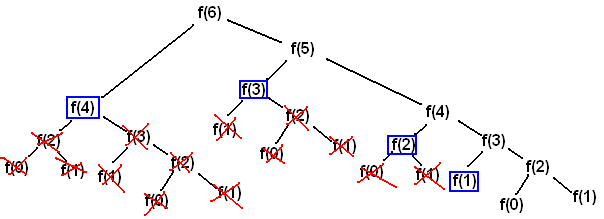 f(6)
f(5)
f(4) f(3) f(4)
f(2) f(3) f(1) f(2) f(2) f(3)
f(0) f(1) f(1) f(2) f(0) f(1) f(0) f(1) f(1) f(2)
f(0) f(1) f(0) f(1)